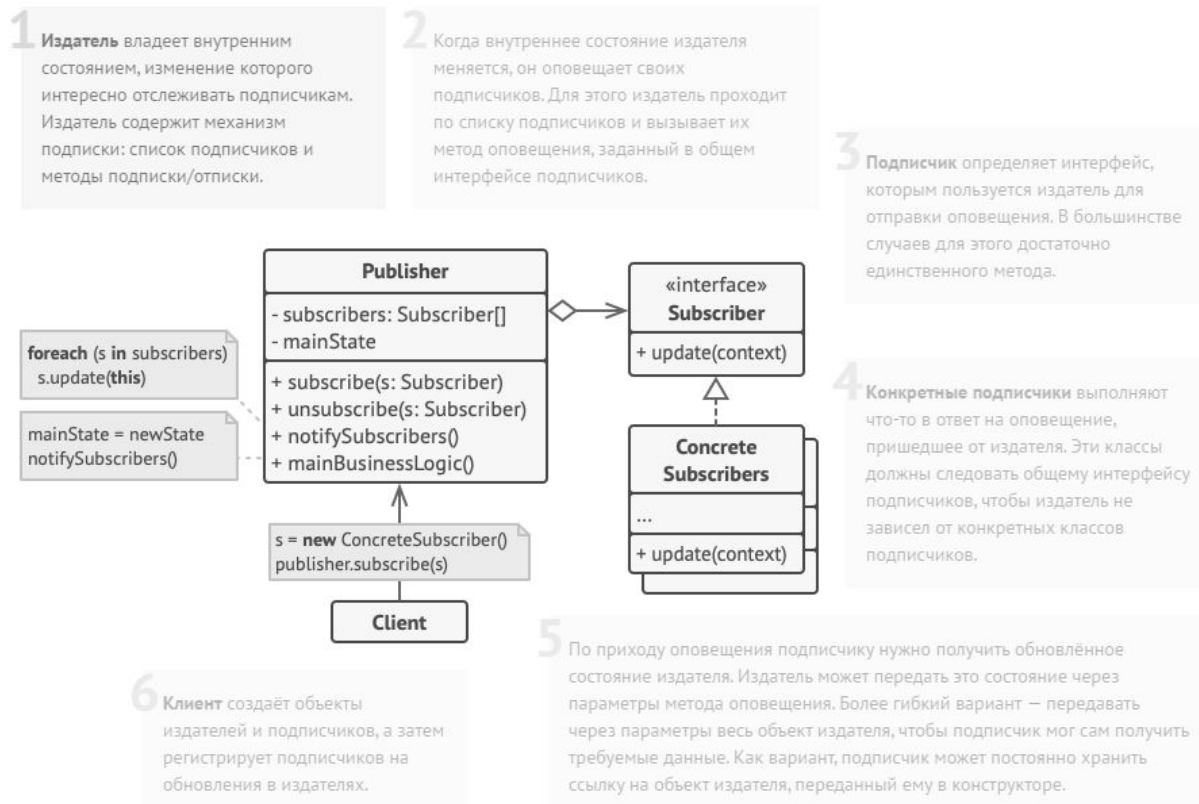 1
Издатель владеет внутренним
состоянием, изменение которого
интересно отслеживать подписчикам.
Издатель содержит механизм
подписки: список подписчиков и
методы подписки/отписки.
2
Когда внутреннее состояние издателя
меняется, он оповещает своих
подписчиков. Для этого издатель проходит
по списку подписчиков и вызывает их
метод оповещения, заданный в общем
интерфейсе подписчиков.
3
Подписчик определяет интерфейс,
которым пользуется издатель для
отправки оповещения. В большинстве
случаев для этого достаточно
единственного метода.
Publisher
- subscribers: Subscriber[]
- mainState
+ subscribe(s: Subscriber)
+ unsubscribe(s: Subscriber)
+ notifySubscribers()
+ mainBusinessLogic()
foreach (s in subscribers)
s.update(this)
mainState = newState
notifySubscribers()
«interface»
Subscriber
+ update(context)
4
Конкретные подписчики выполняют
что-то в ответ на оповещение,
пришедшее от издателя. Эти классы
должны следовать общему интерфейсу
подписчиков, чтобы издатель не
зависел от конкретных классов
подписчиков.
Concrete
Subscribers
...
+ update(context)
s = new ConcreteSubscriber()
publisher.subscribe(s)
Client
5
По приходу оповещения подписчику нужно получить обновлённое
состояние издателя. Издатель может передать это состояние через
параметры метода оповещения. Более гибкий вариант — передавать
через параметры весь объект издателя, чтобы подписчик мог сам получить
требуемые данные. Как вариант, подписчик может постоянно хранить
ссылку на объект издателя, переданный ему в конструкторе.
6
Клиент создаёт объекты
издателей и подписчиков, а затем
регистрирует подписчиков на
обновления в издателях.